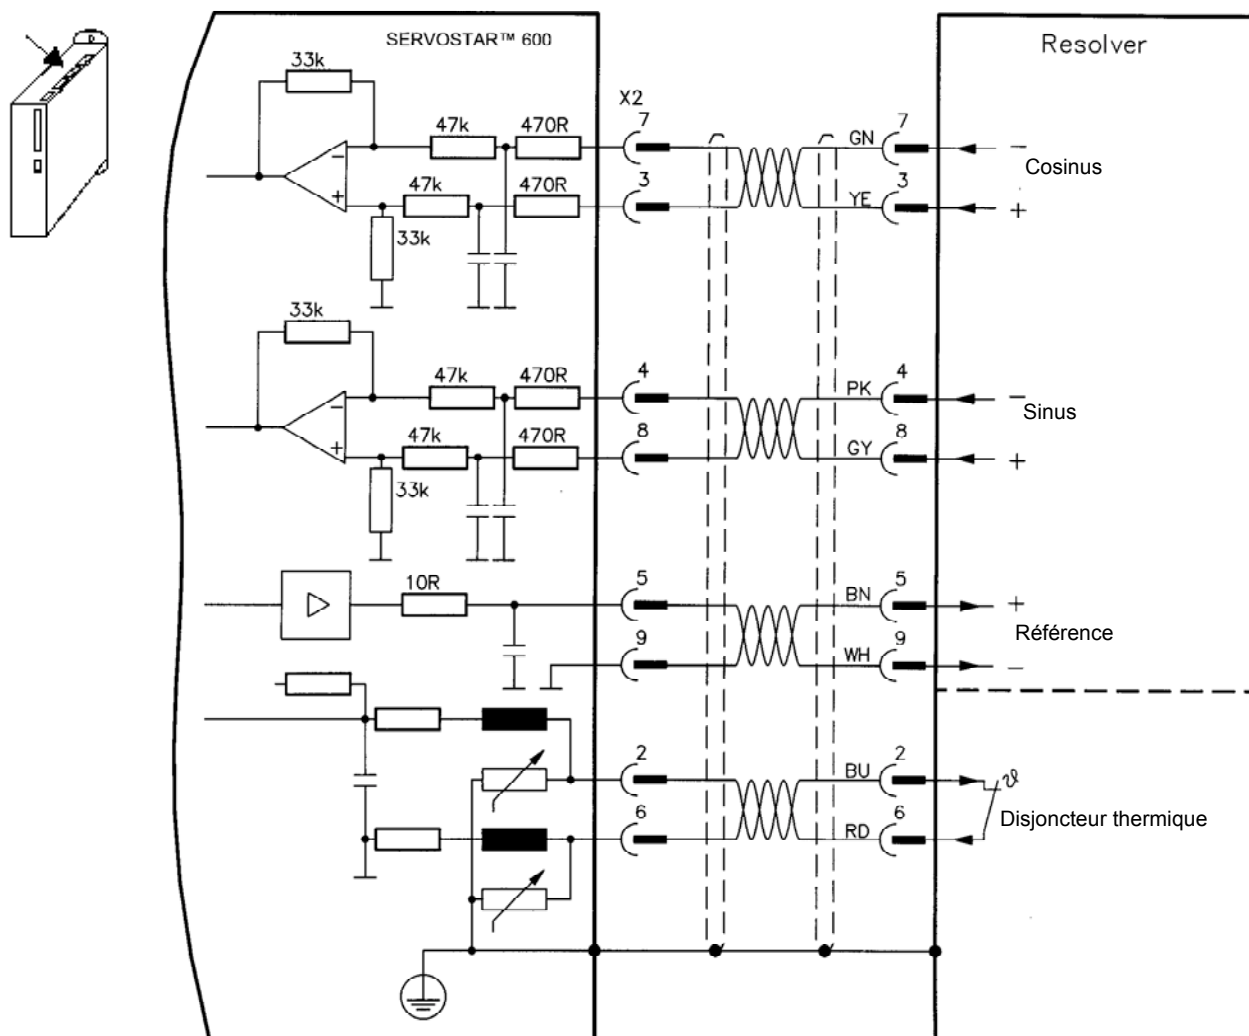 SERVOSTAR™ 600
Resolver
33k
X2
47k
470R
7
GN
7
−
Cosinus
47k
470R
3
YE
3
+
33k
33k
47k
470R
4
PK
4
−
Sinus
47k
470R
8
GY
8
+
33k
10R
5
BN
5
+
Référence
9
WH
9
−
2
BU
2
ϑ
Disjoncteur thermique
6
RD
6